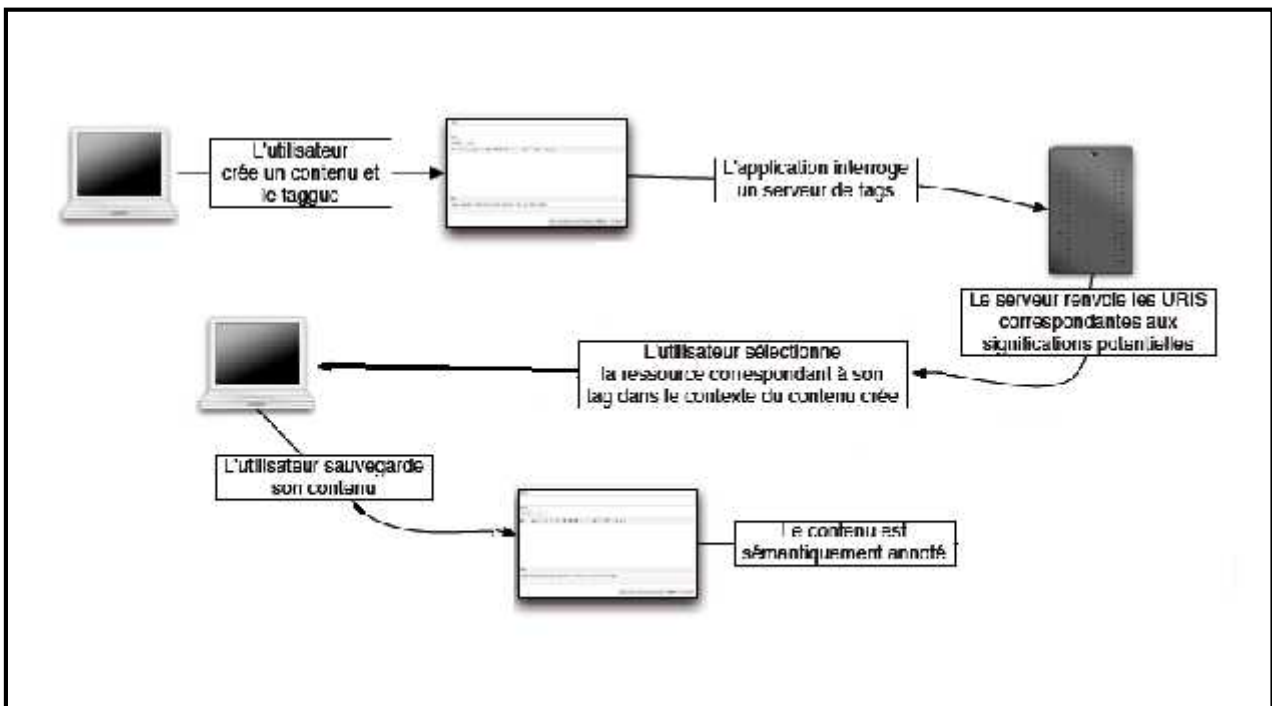 L'utilisateur
crée un contenu et
le taggue
L'application interroge
un serveur de tags
Le serveur renvoie les URIS
correspondantes aux
significations potentielles
L'utilisateur sélectionne
la ressource correspondant à son
tag dans le contexte du contenu crée
L'utilisateur sauvegarde
son contenu
Le contenu est
sémantiquement annoté